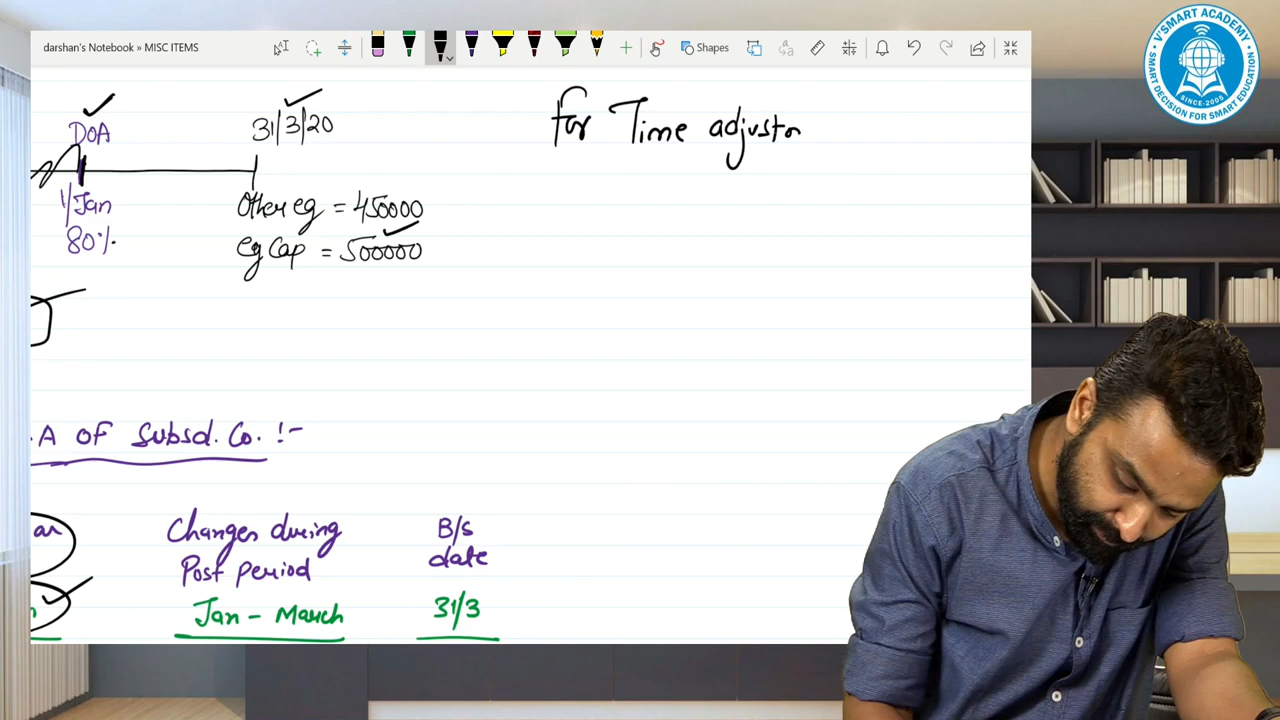 darshan's Notebook » MISC ITEMS
Shapes
V'SMART ACADEMY
SMART DECISION FOR SMART EDUCATION
SINCE-2005
DOA
31/3/20
For Time adjustn
1/Jan
Other eq = 450000
80%
Eq Cap = 500000
.A OF Subsd. Co. :-
an
Changes during
B/s
Post period
date
n
Jan - March
31/3